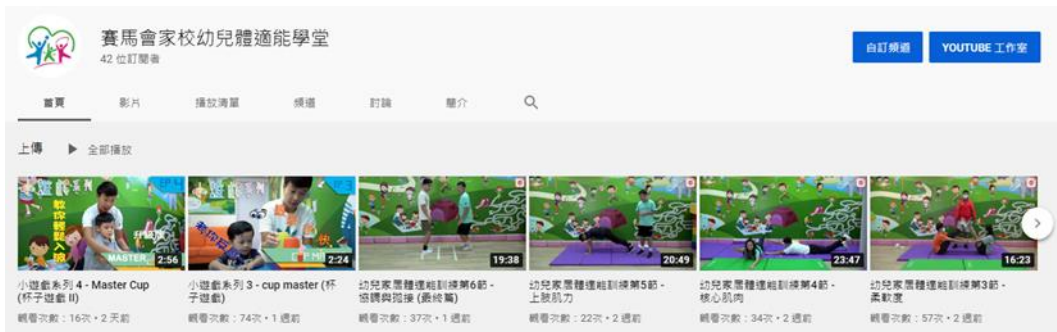 賽馬會家校幼兒體適能學堂
42 位訂閱者
自訂頻道
YOUTUBE 工作室
首頁
影片
播放清單
頻道
討論
簡介
上傳
全部播放
教你輕鬆入波
MASTER
2:56
2:24
19:38
20:49
23:47
16:23
小遊戲系列 4 - Master Cup
(杯子遊戲 II)
觀看次數：16次 • 2 天前
小遊戲系列 3 - cup master (杯
子遊戲)
觀看次數：74次 • 1 週前
幼兒家居體適能訓練第6節 -
協調與拋接 (最終篇)
觀看次數：37次 • 1 週前
幼兒家居體適能訓練第5節 -
上肢肌力
觀看次數：22次 • 2 週前
幼兒家居體適能訓練第4節 -
核心肌肉
觀看次數：34次 • 2 週前
幼兒家居體適能訓練第3節 -
柔軟度
觀看次數：57次 • 2 週前